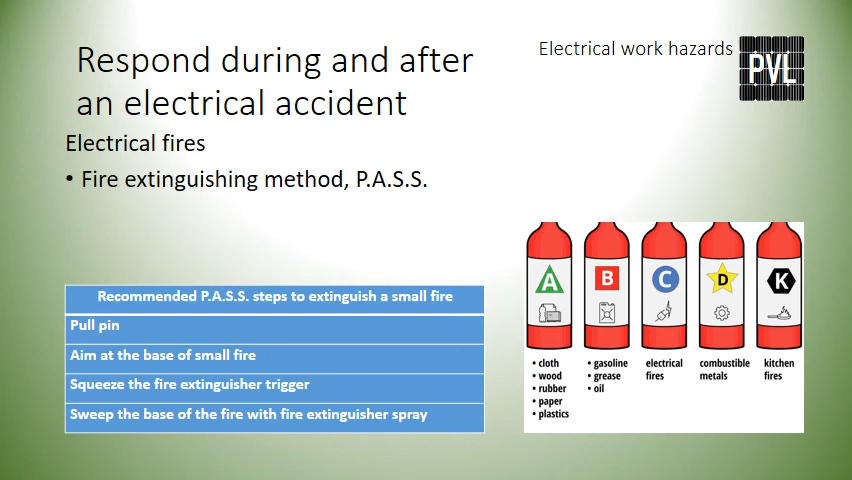 Respond during and after
an electrical accident
Electrical work hazards
PVL
Electrical fires
• Fire extinguishing method, P.A.S.S.
Recommended P.A.S.S. steps to extinguish a small fire
Pull pin
Aim at the base of small fire
Squeeze the fire extinguisher trigger
Sweep the base of the fire with fire extinguisher spray
A
B
C
D
K
• cloth
• wood
• rubber
• paper
• plastics
• gasoline
• grease
• oil
electrical
fires
combustible
metals
kitchen
fires